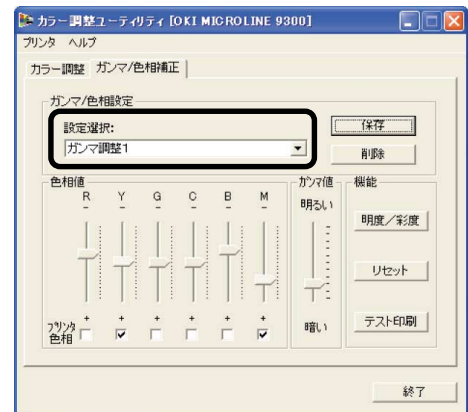 カラー調整ユーティリティ [OKI MICROLINE 9300]
プリンタ ヘルプ
カラー調整 ガンマ/色相補正
ガンマ/色相設定
設定選択:
ガンマ調整1
保存
削除
色相値
R Y G C B M
- - - - - -
+ + + + + +
プリンタ色相
ガンマ値
明るい
暗い
機能
明度/彩度
リセット
テスト印刷
終了